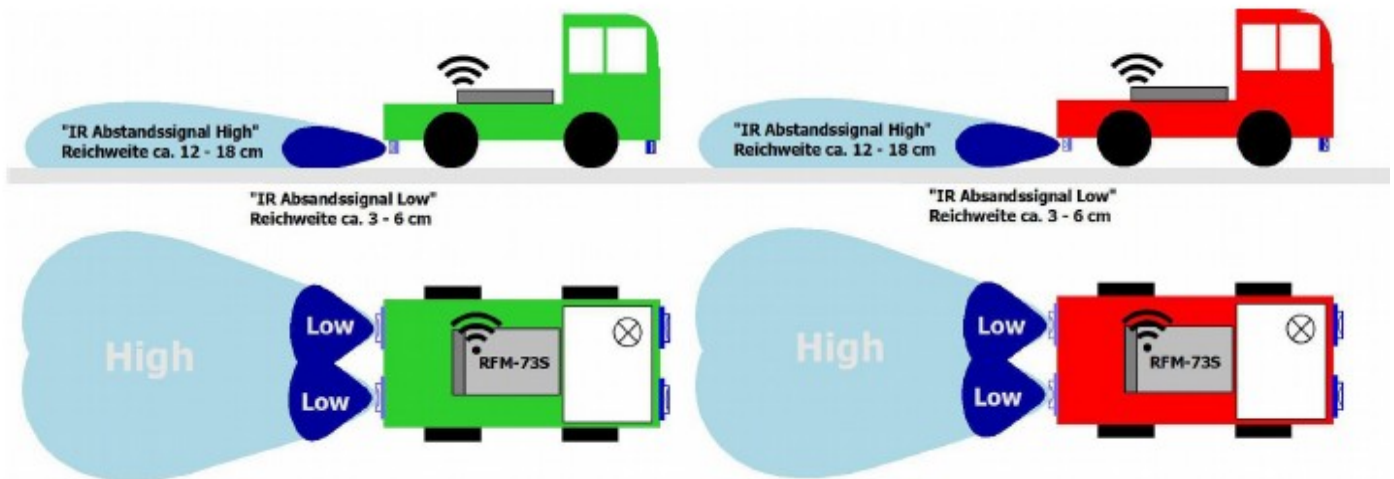 "IR Abstandssignal High"
Reichweite ca. 12 - 18 cm
"IR Abstandssignal High"
Reichweite ca. 12 - 18 cm
"IR Absandssignal Low"
Reichweite ca. 3 - 6 cm
"IR Absandssignal Low"
Reichweite ca. 3 - 6 cm
High
Low
Low
RFM-73S
High
Low
Low
RFM-73S